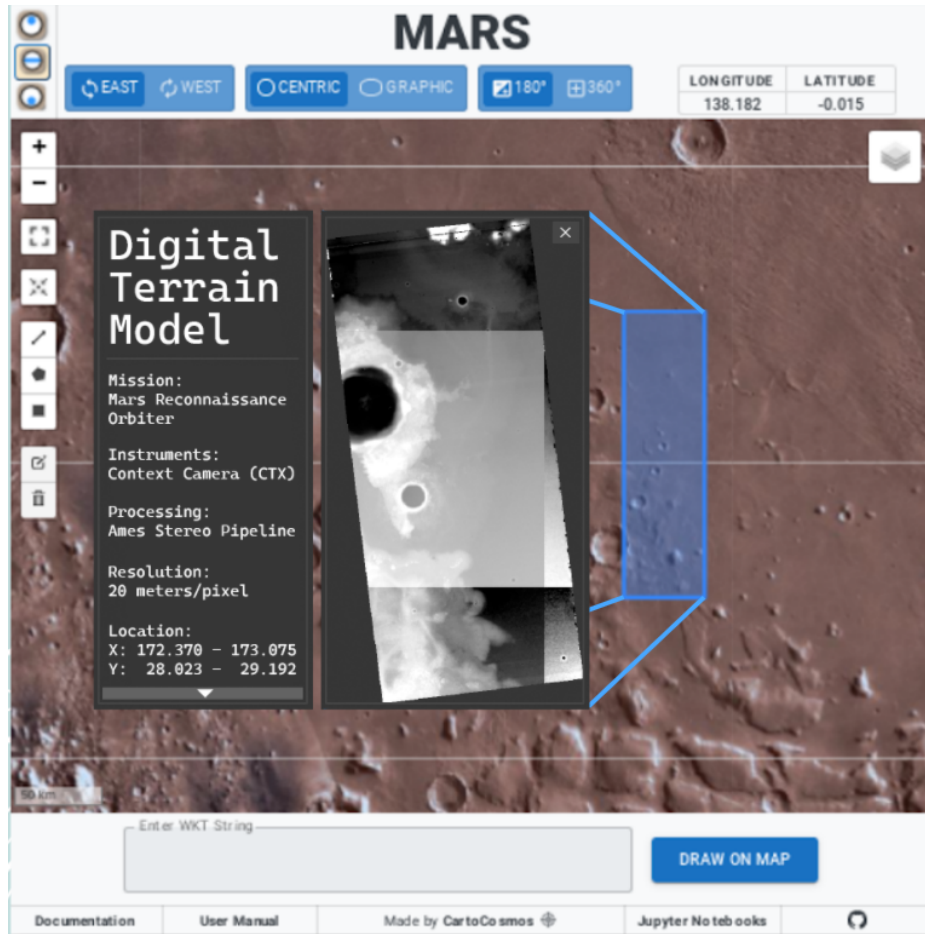 MARS
EAST WEST CENTRIC GRAPHIC 180° 360°
LONGITUDE LATITUDE
138.182 -0.015
+
−
Digital
Terrain
Model
Mission:
Mars Reconnaissance
Orbiter
Instruments:
Context Camera (CTX)
Processing:
Ames Stereo Pipeline
Resolution:
20 meters/pixel
Location:
X: 172.370 - 173.075
Y: 28.023 - 29.192
50 km
Enter WKT String
DRAW ON MAP
Documentation User Manual Made by CartoCosmos Jupyter Notebooks